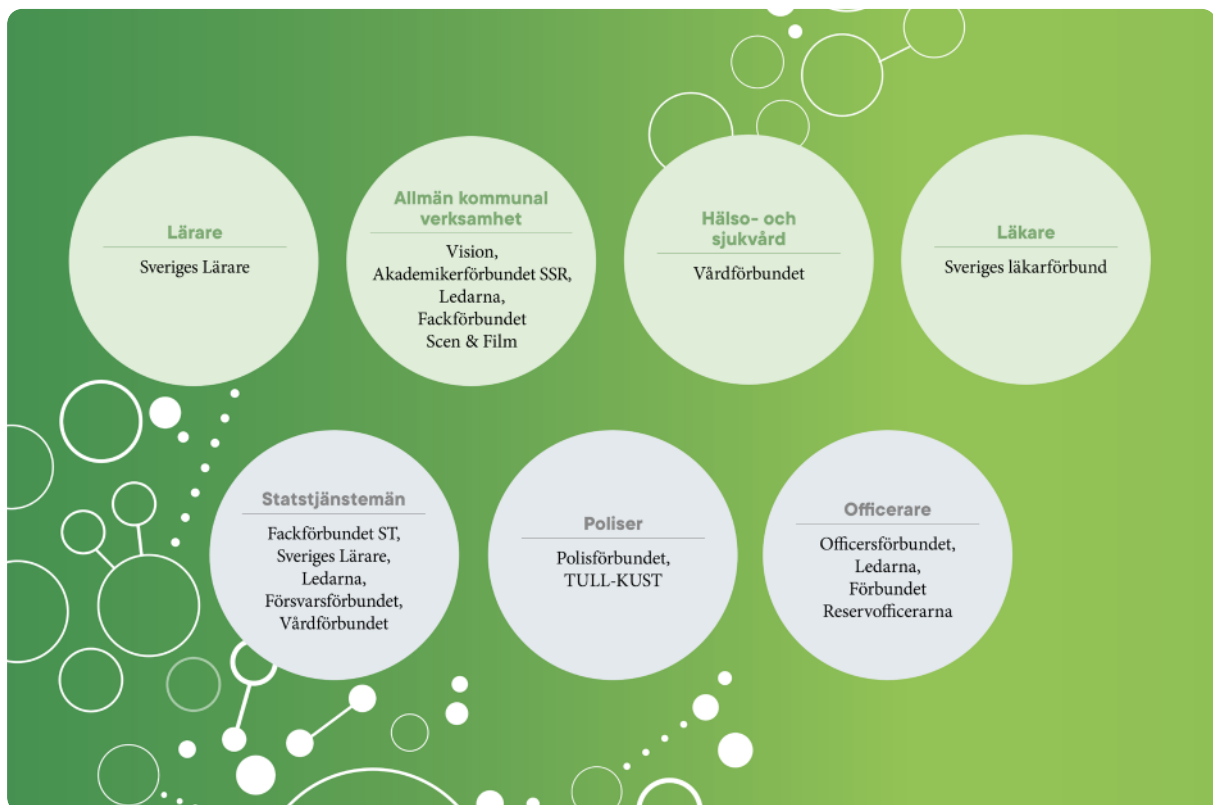 Lärare
Sveriges Lärare
Allmän kommunal
verksamhet
Vision,
Akademikerförbundet SSR,
Ledarna,
Fackförbundet
Scen & Film
Hälso- och
sjukvård
Vårdförbundet
Läkare
Sveriges läkarförbund
Statstjänstemän
Fackförbundet ST,
Sveriges Lärare,
Ledarna,
Försvarsförbundet,
Vårdförbundet
Poliser
Polisförbundet,
TULL-KUST
Officerare
Officersförbundet,
Ledarna,
Förbundet
Reservofficerarna